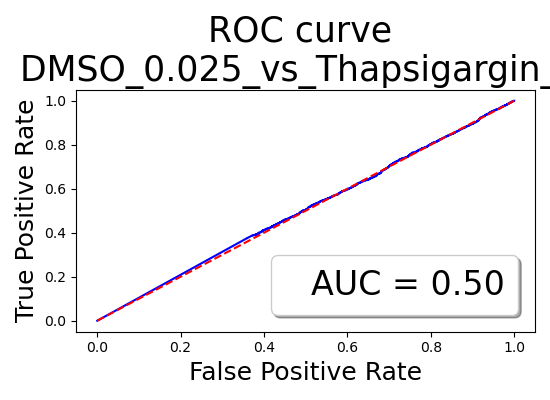 ROC curve
DMSO_0.025_vs_Thapsigargin_
1.0
0.8
0.6
0.4
0.2
0.0
True Positive Rate
AUC = 0.50
0.0 0.2 0.4 0.6 0.8 1.0
False Positive Rate